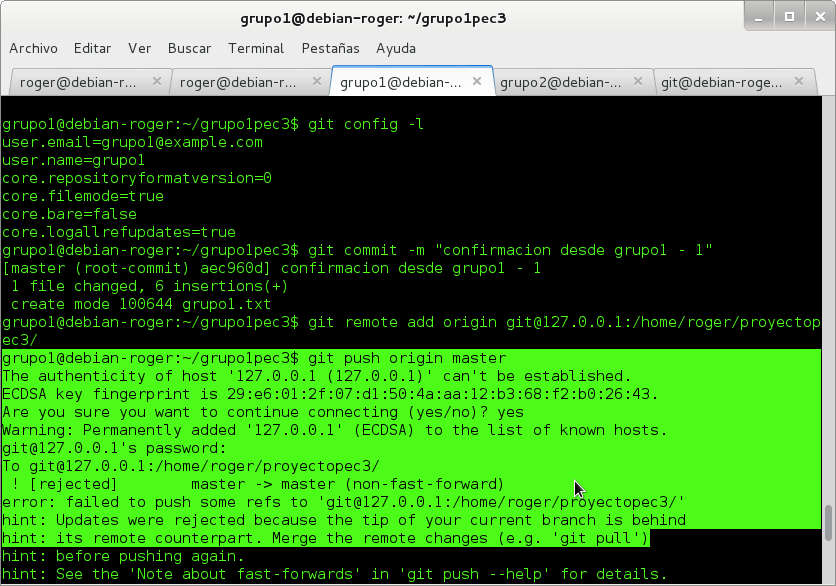 grupo1@debian-roger: ~/grupo1pec3
Archivo Editar Ver Buscar Terminal Pestañas Ayuda
roger@debian-r... roger@debian-r... grupo1@debian-... grupo2@debian-... git@debian-roge...
grupo1@debian-roger:~/grupo1pec3$ git config -l
user.email=grupo1@example.com
user.name=grupo1
core.repositoryformatversion=0
core.filemode=true
core.bare=false
core.logallrefupdates=true
grupo1@debian-roger:~/grupo1pec3$ git commit -m "confirmacion desde grupo1 - 1"
[master (root-commit) aec960d] confirmacion desde grupo1 - 1
 1 file changed, 6 insertions(+)
 create mode 100644 grupo1.txt
grupo1@debian-roger:~/grupo1pec3$ git remote add origin git@127.0.0.1:/home/roger/proyectop
ec3/
grupo1@debian-roger:~/grupo1pec3$ git push origin master
The authenticity of host '127.0.0.1 (127.0.0.1)' can't be established.
ECDSA key fingerprint is 29:e6:01:2f:07:d1:50:4a:aa:12:b3:68:f2:b0:26:43.
Are you sure you want to continue connecting (yes/no)? yes
Warning: Permanently added '127.0.0.1' (ECDSA) to the list of known hosts.
git@127.0.0.1's password:
To git@127.0.0.1:/home/roger/proyectopec3/
 ! [rejected]        master -> master (non-fast-forward)
error: failed to push some refs to 'git@127.0.0.1:/home/roger/proyectopec3/'
hint: Updates were rejected because the tip of your current branch is behind
hint: its remote counterpart. Merge the remote changes (e.g. 'git pull')
hint: before pushing again.
hint: See the 'Note about fast-forwards' in 'git push --help' for details.